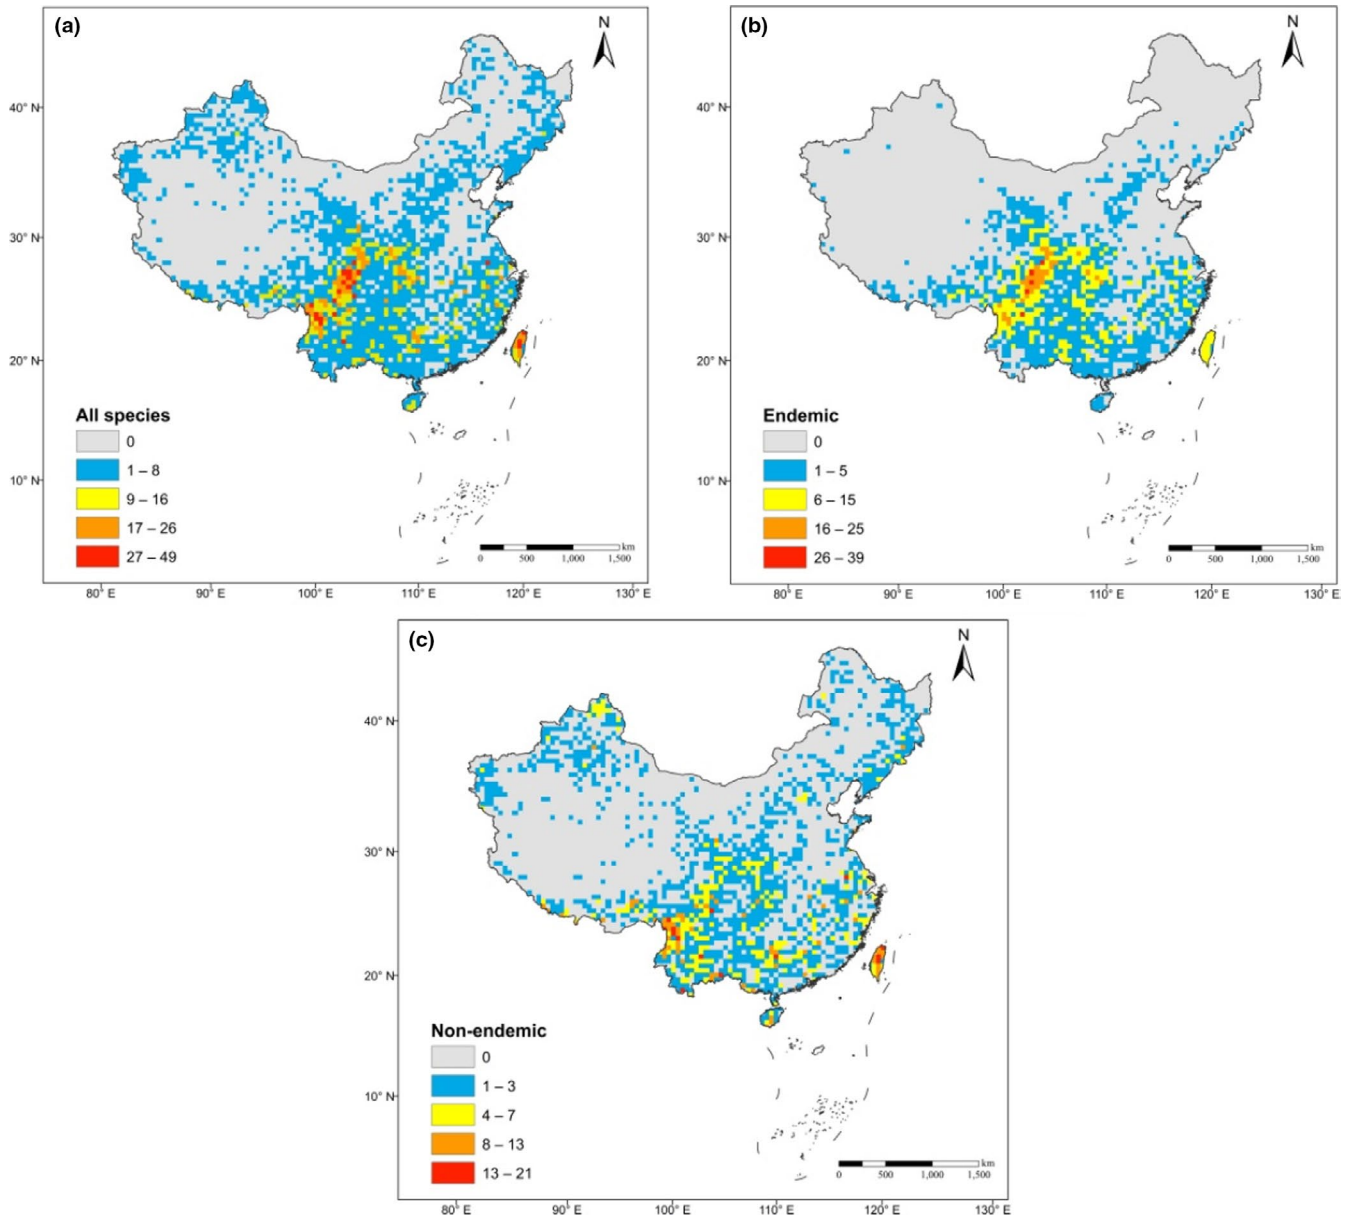 (a)
N
40° N
30° N
20° N
10° N
All species
0
1 – 8
9 – 16
17 – 26
27 – 49
km
0 500 1,000 1,500
80° E 90° E 100° E 110° E 120° E 130° E
(b)
N
40° N
30° N
20° N
10° N
Endemic
0
1 – 5
6 – 15
16 – 25
26 – 39
km
0 500 1,000 1,500
80° E 90° E 100° E 110° E 120° E 130° E
(c)
N
40° N
30° N
20° N
10° N
Non-endemic
0
1 – 3
4 – 7
8 – 13
13 – 21
km
0 500 1,000 1,500
80° E 90° E 100° E 110° E 120° E 130° E